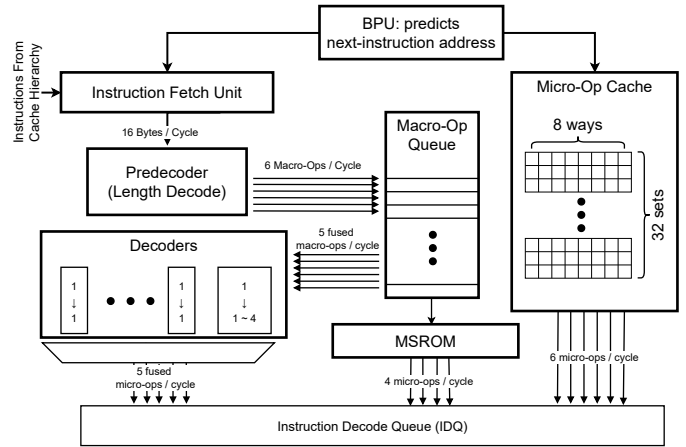 BPU: predicts
next-instruction address
Instructions From
Cache Hierarchy
Instruction Fetch Unit
Micro-Op Cache
16 Bytes / Cycle
Macro-Op
Queue
8 ways
Predecoder
(Length Decode)
6 Macro-Ops / Cycle
32 sets
Decoders
5 fused
macro-ops / cycle
1
↓
1
1
↓
1
1
↓
1 ~ 4
MSROM
5 fused
micro-ops / cycle
4 micro-ops / cycle
6 micro-ops / cycle
Instruction Decode Queue (IDQ)